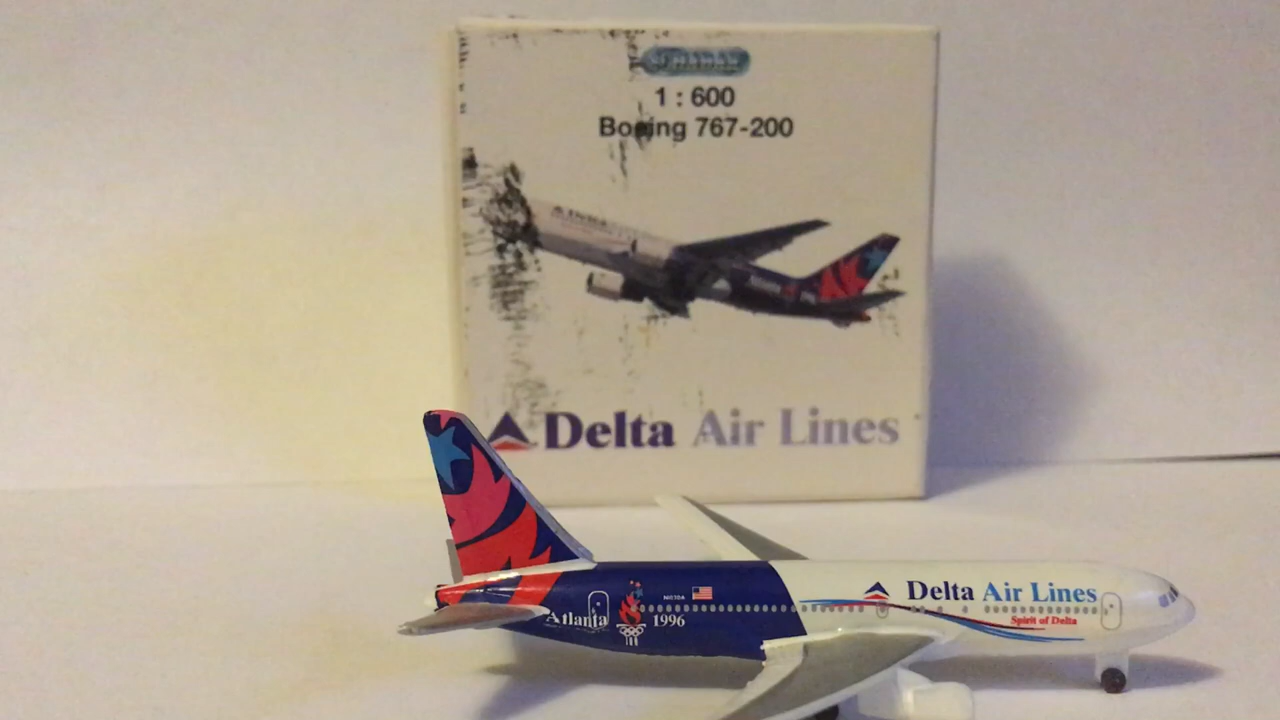 1 : 600
Boeing 767-200
Delta Air Lines
Delta Air Lines
Spirit of Delta
Atlanta 1996